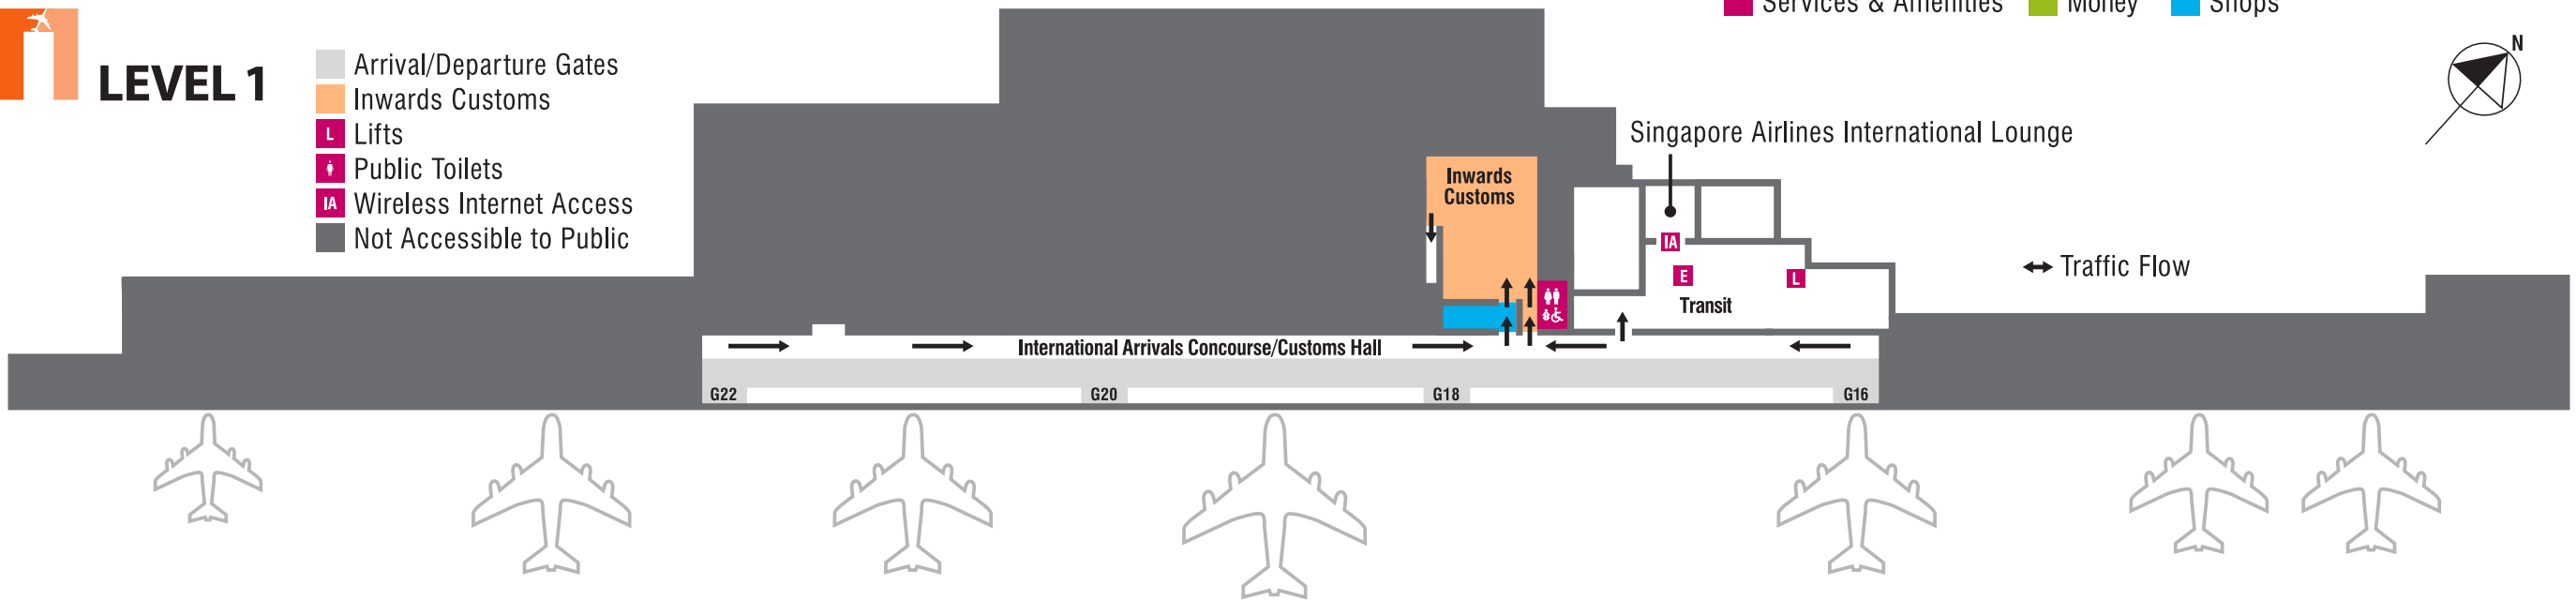 Services & Amenities
Money
Shops
LEVEL 1
Arrival/Departure Gates
Inwards Customs
L Lifts
Public Toilets
IA Wireless Internet Access
Not Accessible to Public
N
Singapore Airlines International Lounge
Inwards
Customs
IA
E
L
Traffic Flow
Transit
International Arrivals Concourse/Customs Hall
G22
G20
G18
G16